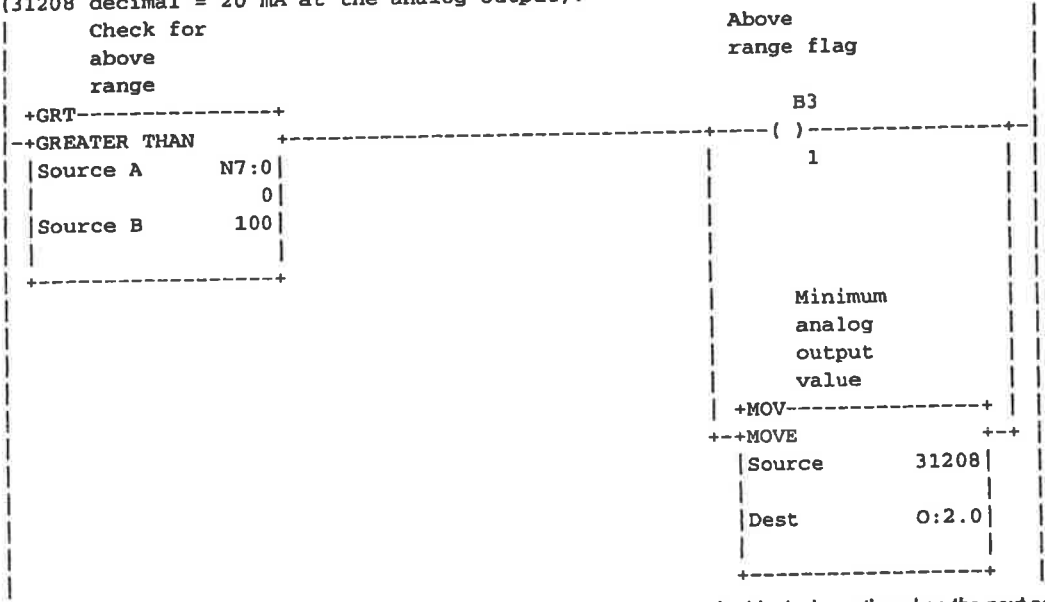 (31208 decimal = 20 mA at the analog output).
Check for
above
range
Above
range flag
+GRT-----------------+
B3
-+GREATER THAN +-----------------------------------------+----( )----------------+-
1
Source A N7:0
0
Source B 100
+--------------------+
Minimum
analog
output
value
+MOV-----------------+
+-+MOVE +-+
Source 31208
Dest O:2.0
+--------------------+